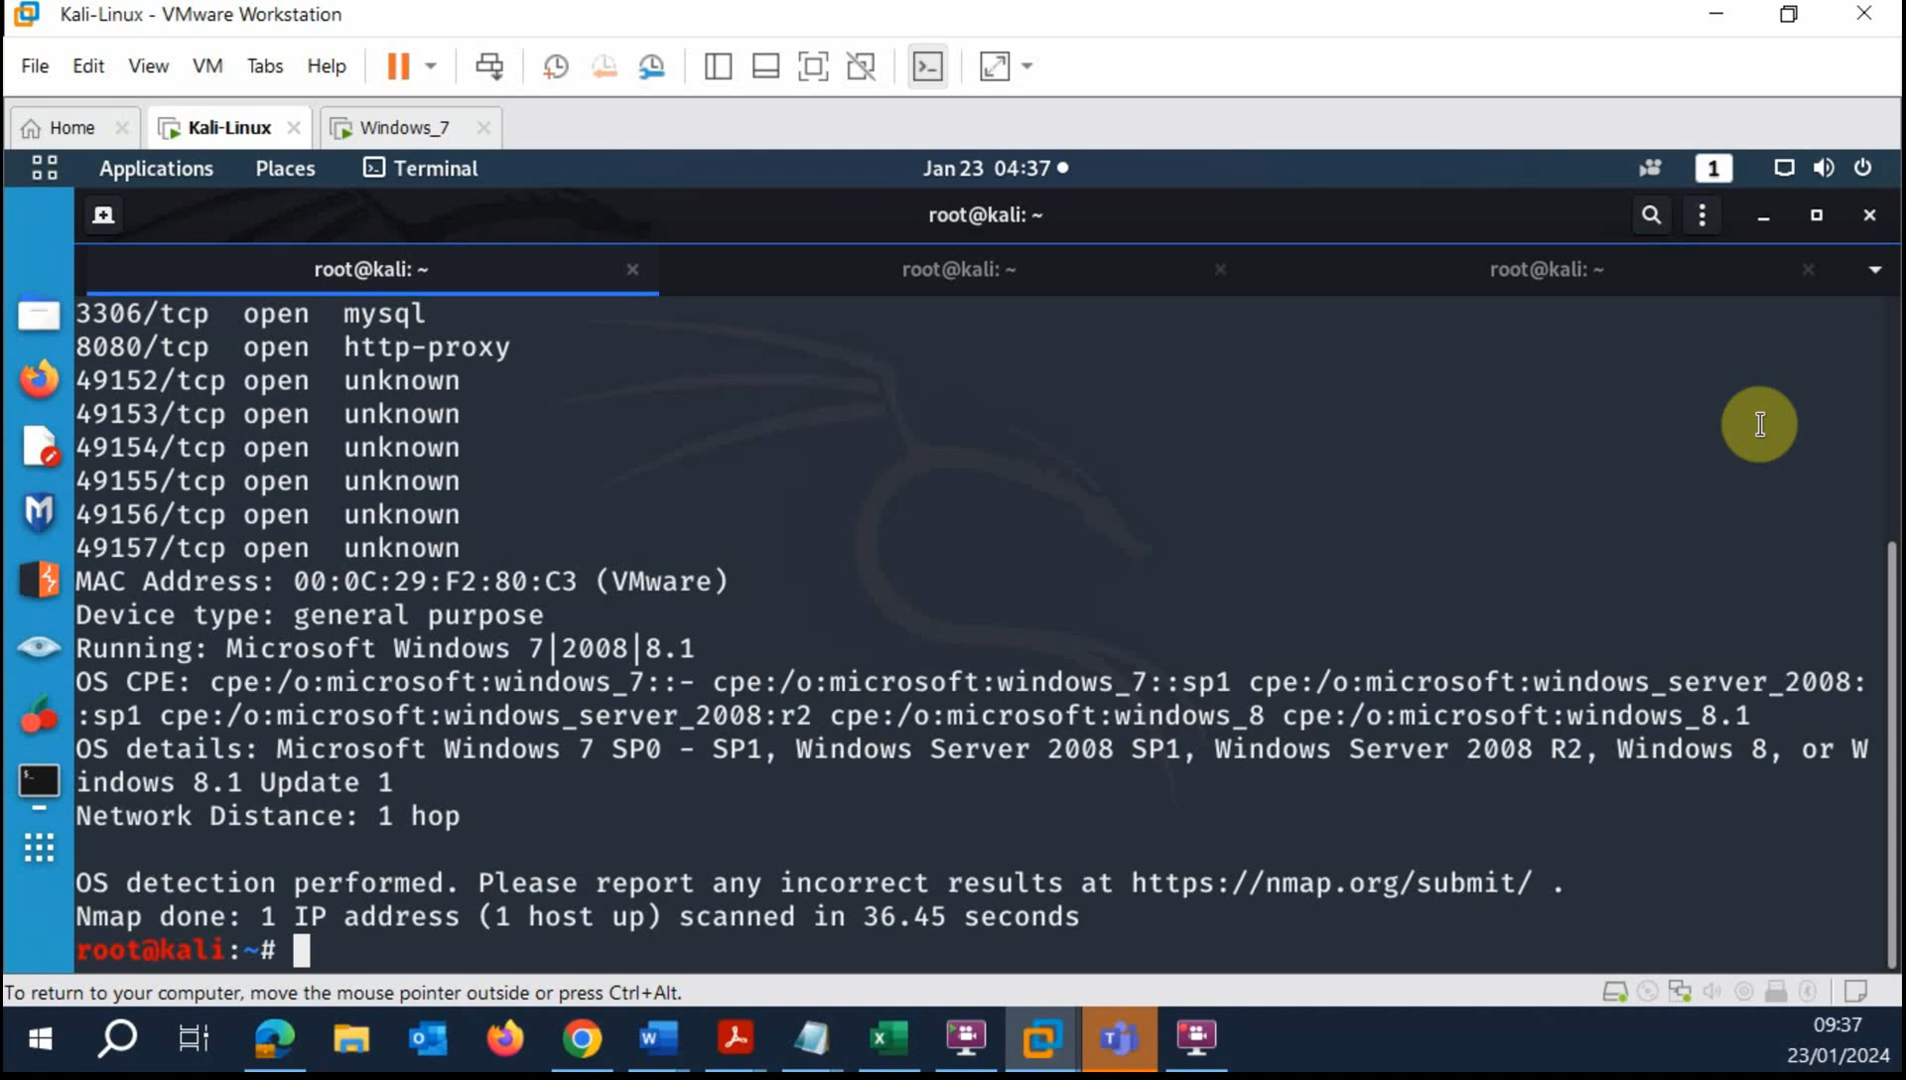 Kali-Linux - VMware Workstation
File Edit View VM Tabs Help
Home Kali-Linux Windows_7
Applications Places Terminal Jan 23 04:37 1
root@kali: ~
root@kali: ~ root@kali: ~ root@kali: ~
3306/tcp open mysql
8080/tcp open http-proxy
49152/tcp open unknown
49153/tcp open unknown
49154/tcp open unknown
49155/tcp open unknown
49156/tcp open unknown
49157/tcp open unknown
MAC Address: 00:0C:29:F2:80:C3 (VMware)
Device type: general purpose
Running: Microsoft Windows 7|2008|8.1
OS CPE: cpe:/o:microsoft:windows_7::- cpe:/o:microsoft:windows_7::sp1 cpe:/o:microsoft:windows_server_2008:
:sp1 cpe:/o:microsoft:windows_server_2008:r2 cpe:/o:microsoft:windows_8 cpe:/o:microsoft:windows_8.1
OS details: Microsoft Windows 7 SP0 - SP1, Windows Server 2008 SP1, Windows Server 2008 R2, Windows 8, or W
indows 8.1 Update 1
Network Distance: 1 hop
OS detection performed. Please report any incorrect results at https://nmap.org/submit/ .
Nmap done: 1 IP address (1 host up) scanned in 36.45 seconds
root@kali:~#
To return to your computer, move the mouse pointer outside or press Ctrl+Alt.
09:37
23/01/2024